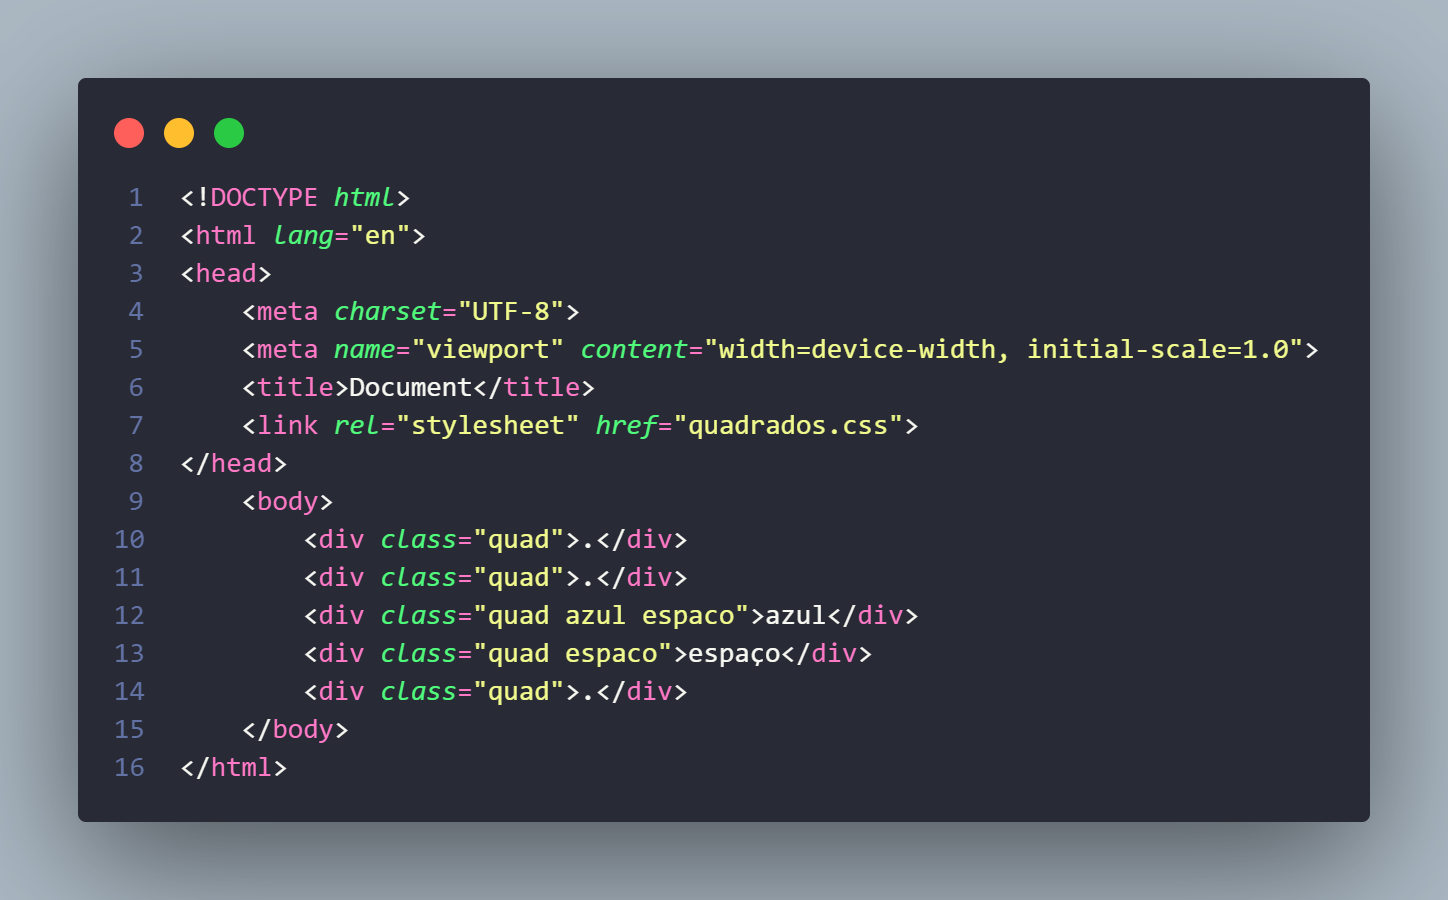 1 <!DOCTYPE html>
2 <html lang="en">
3 <head>
4     <meta charset="UTF-8">
5     <meta name="viewport" content="width=device-width, initial-scale=1.0">
6     <title>Document</title>
7     <link rel="stylesheet" href="quadrados.css">
8 </head>
9     <body>
10         <div class="quad">.</div>
11         <div class="quad">.</div>
12         <div class="quad azul espaco">azul</div>
13         <div class="quad espaco">espaço</div>
14         <div class="quad">.</div>
15     </body>
16 </html>